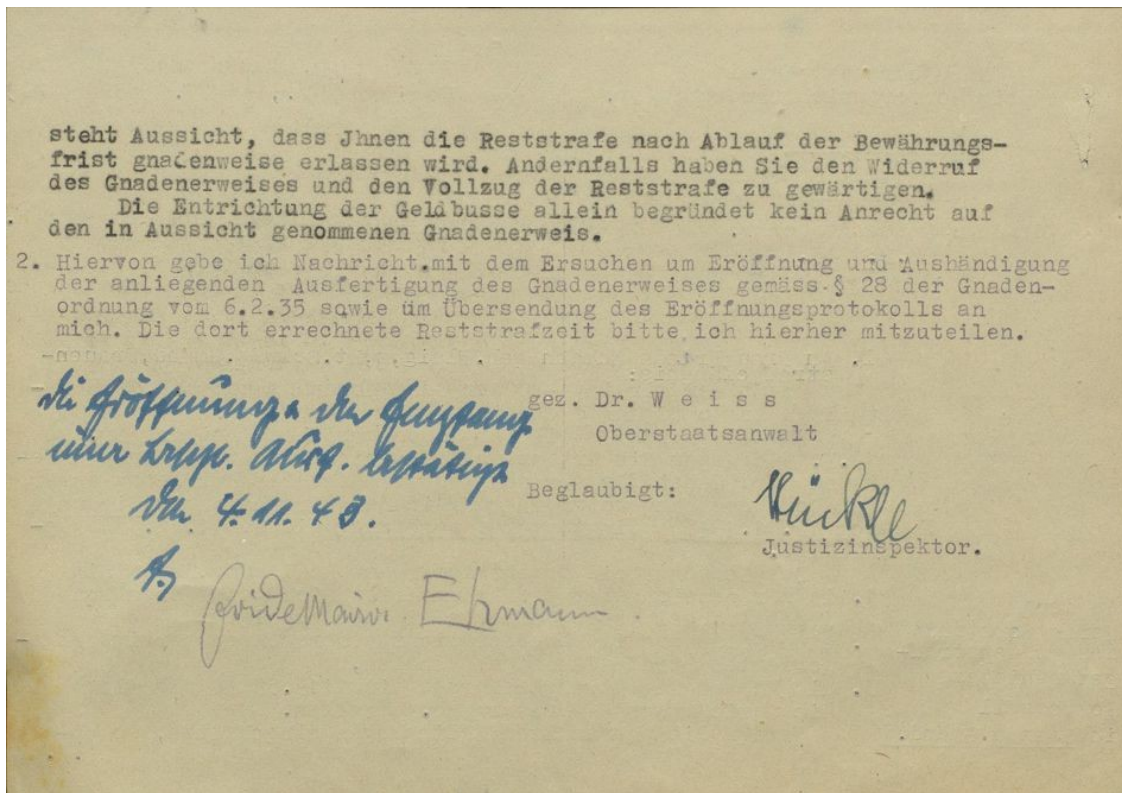 steht Aussicht, dass Jhnen die Reststrafe nach Ablauf der Bewährungs-
frist gnadenweise erlassen wird. Andernfalls haben Sie den Widerruf
des Gnadenerweises und den Vollzug der Reststrafe zu gewärtigen.
Die Entrichtung der Geldbusse allein begründet kein Anrecht auf
den in Aussicht genommenen Gnadenerweis.
2. Hiervon gebe ich Nachricht mit dem Ersuchen um Eröffnung und Aushändigung
der anliegenden Ausfertigung des Gnadenerweises gemäss § 28 der Gnaden-
ordnung vom 6.2.35 sowie um Übersendung des Eröffnungsprotokolls an
mich. Die dort errechnete Reststrafzeit bitte ich hierher mitzuteilen.
gez. Dr. W e i s s
Oberstaatsanwalt
die Eröffnung & den Empfang
einer Ausf. bestätigt
Den 4.11.43.
Beglaubigt:
Justizinspektor.